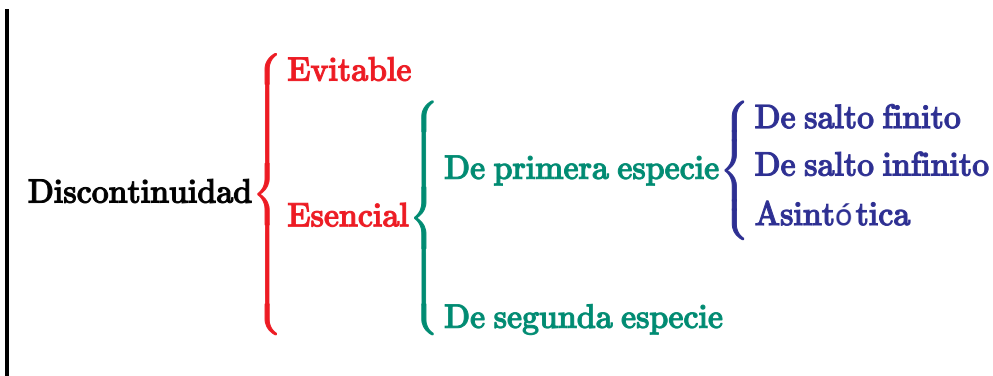 Discontinuidad
Evitable
Esencial
De primera especie
De salto finito
De salto infinito
Asintótica
De segunda especie